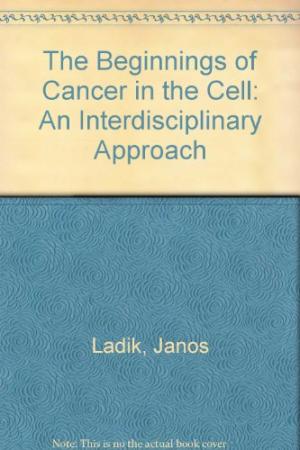 The Beginnings of
Cancer in the Cell:
An Interdisciplinary
Approach
Ladik, Janos
Note: This is no the actual book cover